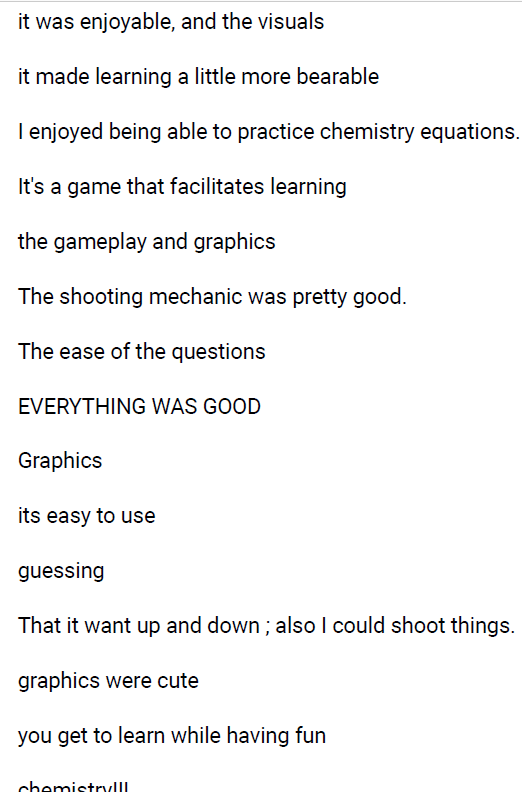 it was enjoyable, and the visuals
it made learning a little more bearable
I enjoyed being able to practice chemistry equations.
It's a game that facilitates learning
the gameplay and graphics
The shooting mechanic was pretty good.
The ease of the questions
EVERYTHING WAS GOOD
Graphics
its easy to use
guessing
That it want up and down ; also I could shoot things.
graphics were cute
you get to learn while having fun
chemistry!!!